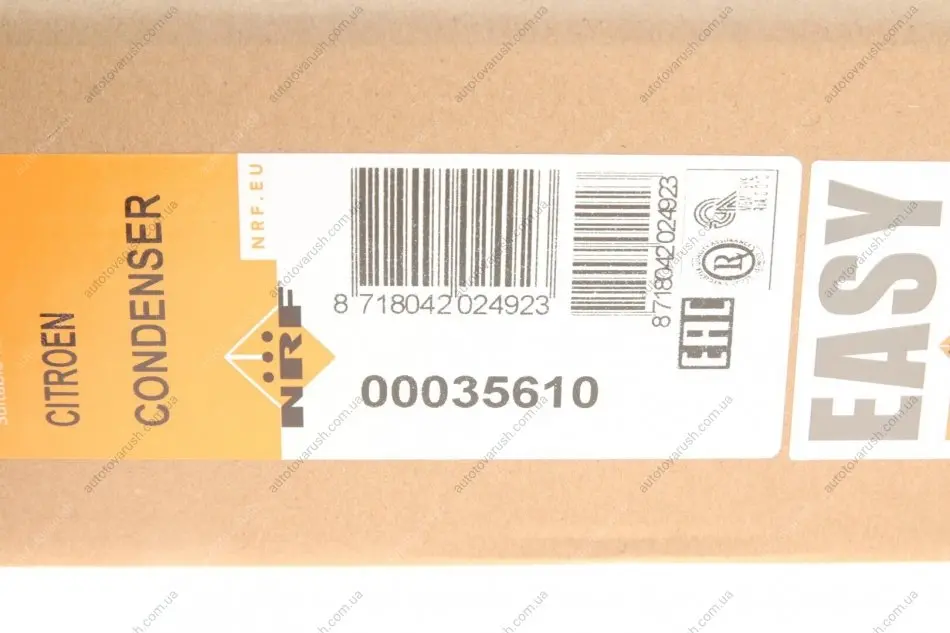 CITROEN
CONDENSER
NRF.EU
NRF
8 718042 024923
00035610
8 718042 024923
EAC
EASY
autotovarush.com.ua